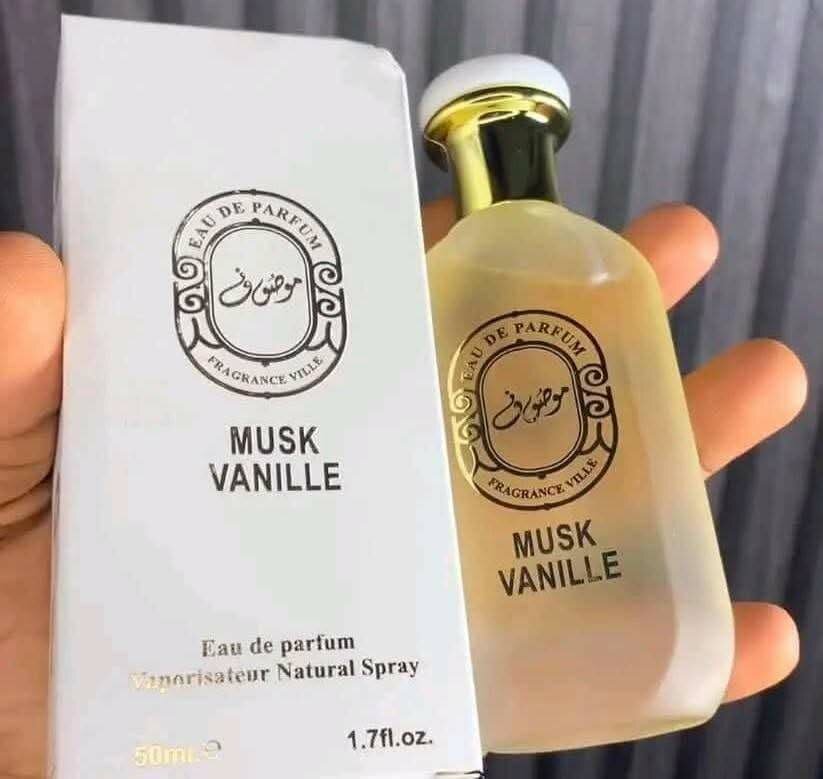 EAU DE PARFUM
موصوف
FRAGRANCE VILLE
MUSK
VANILLE
Eau de parfum
Vaporisateur Natural Spray
50ml.e
1.7fl.oz.
EAU DE PARFUM
موصوف
FRAGRANCE VILLE
MUSK
VANILLE